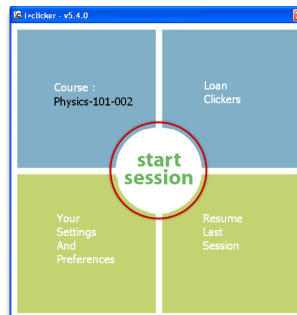 i>clicker - v5.4.0
Course :
Physics-101-002
Loan
Clickers
start
session
Your
Settings
And
Preferences
Resume
Last
Session